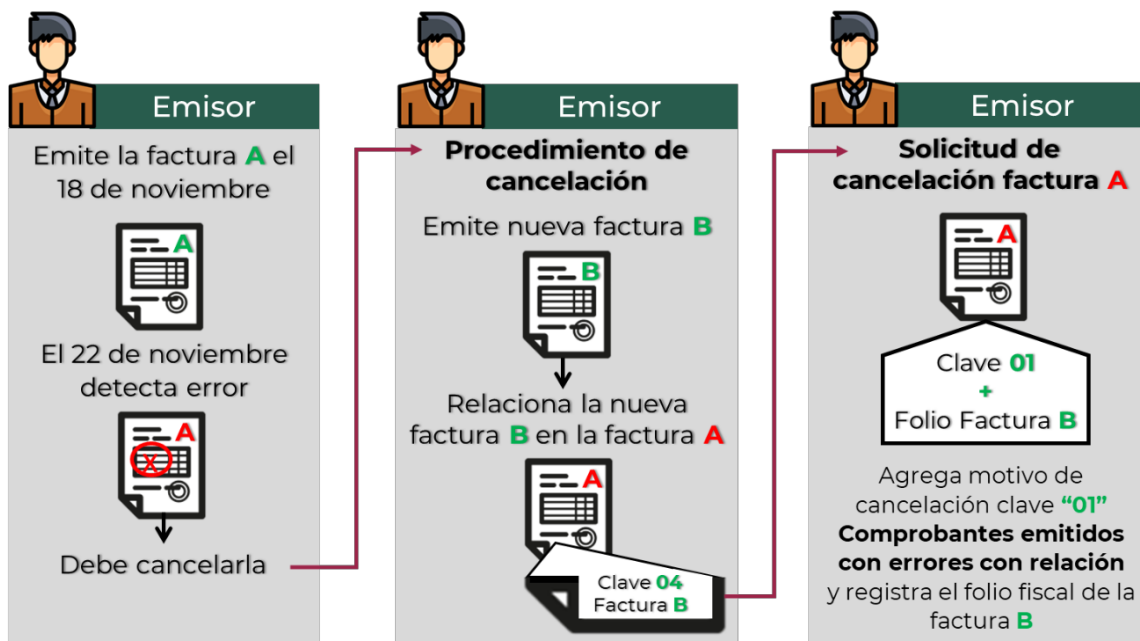 Emisor
Emite la factura A el
18 de noviembre
A
El 22 de noviembre
detecta error
A
X
Debe cancelarla
Emisor
Procedimiento de
cancelación
Emite nueva factura B
B
Relaciona la nueva
factura B en la factura A
A
Clave 04
Factura B
Emisor
Solicitud de
cancelación factura A
A
Clave 01
+
Folio Factura B
Agrega motivo de
cancelación clave “01”
Comprobantes emitidos
con errores con relación
y registra el folio fiscal de la
factura B